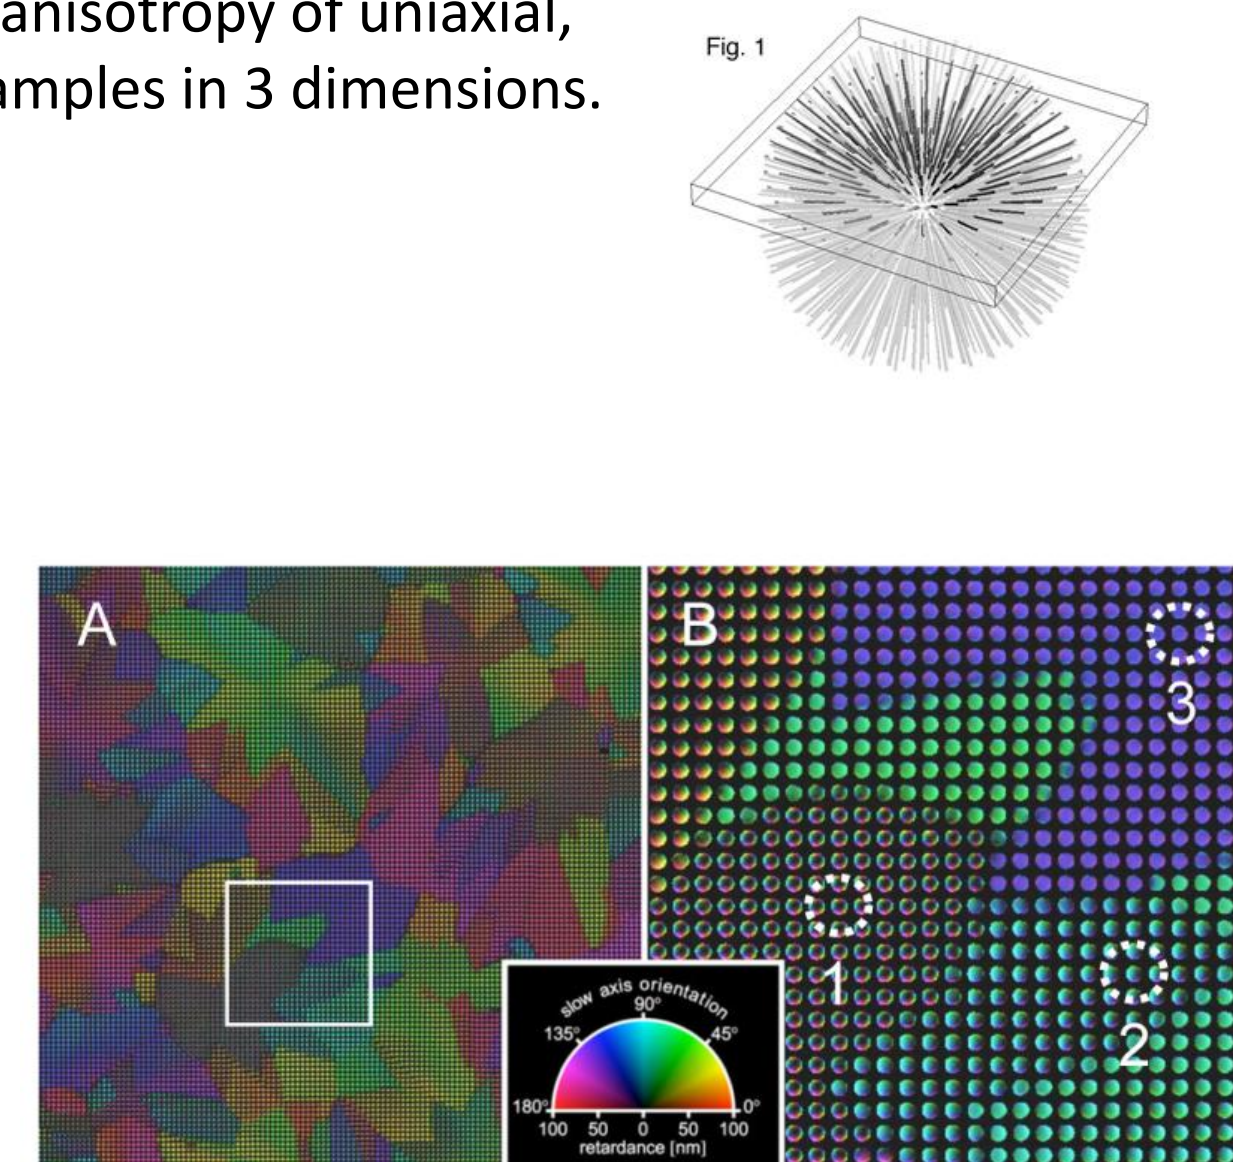 anisotropy of uniaxial,
amples in 3 dimensions.
Fig. 1
A
B
3
1
2
slow axis orientation
90°
135°
45°
180°
0°
100 50 0 50 100
retardance [nm]